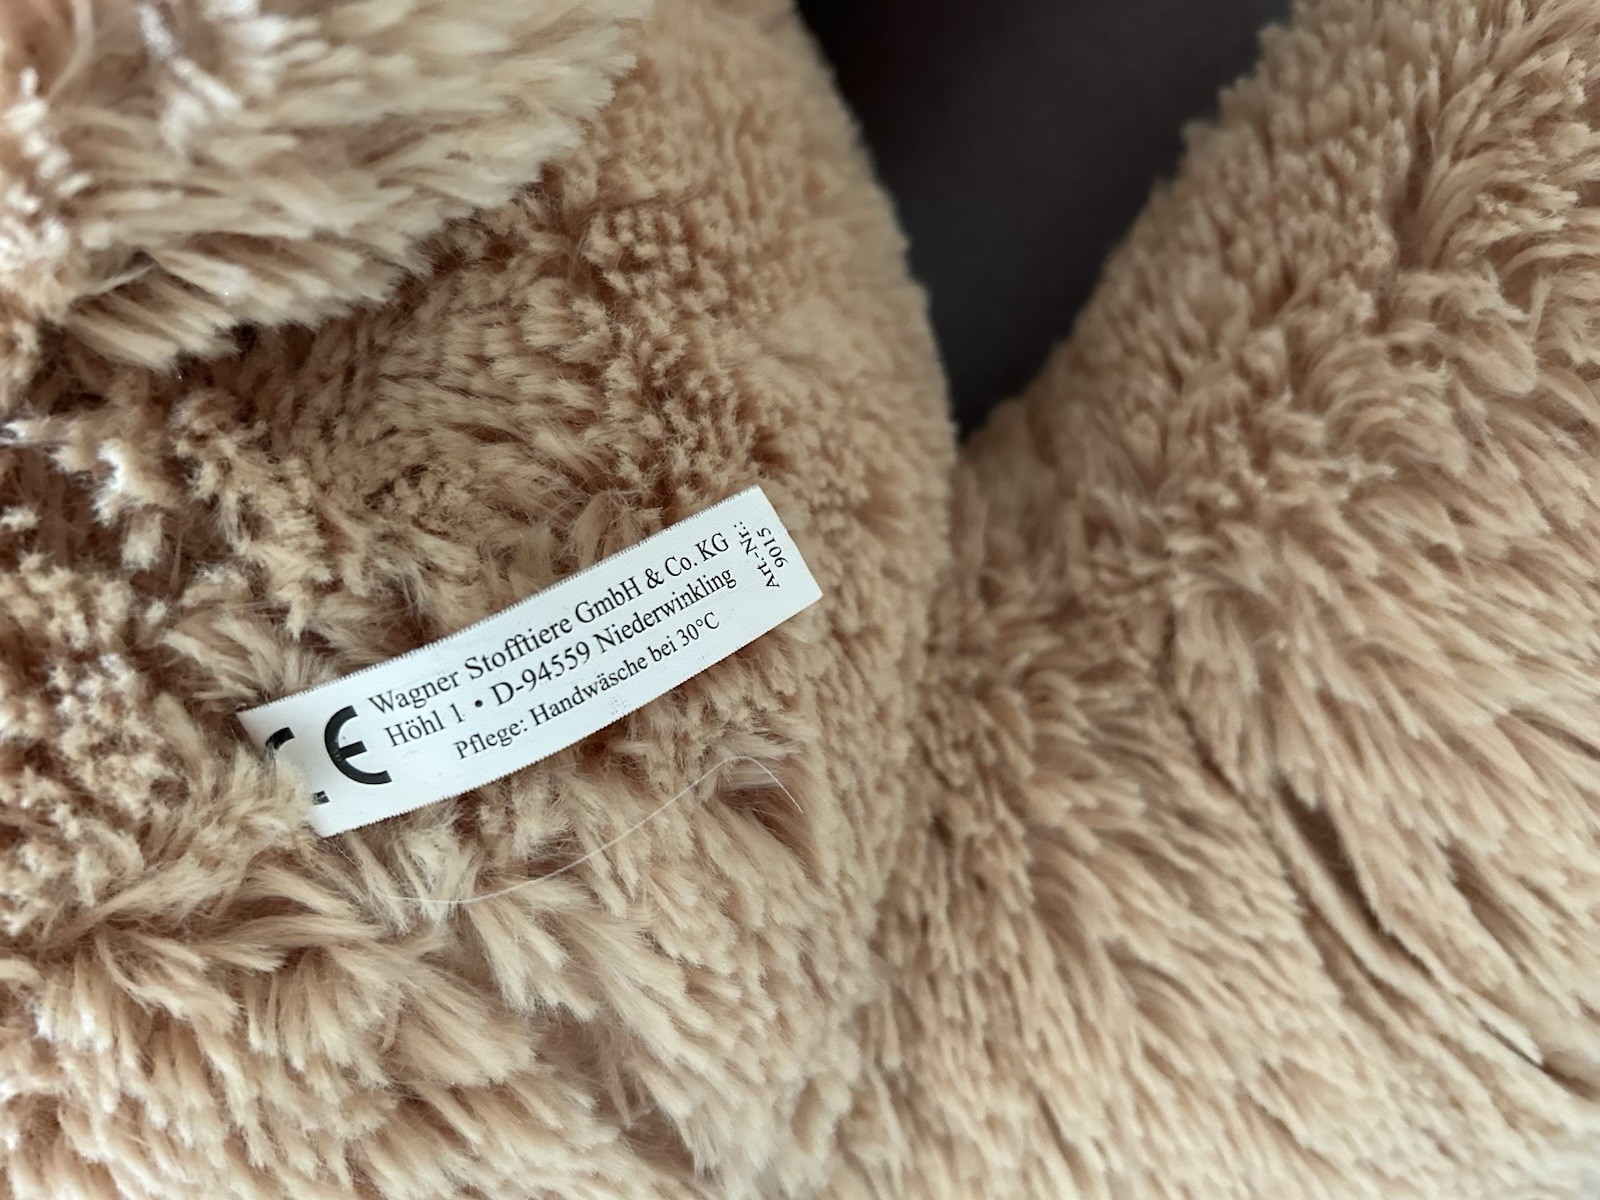 CE
Wagner Stofftiere GmbH & Co. KG
Höhl 1 • D-94559 Niederwinkling
Pflege: Handwäsche bei 30°C
Art.-Nr.:
9015